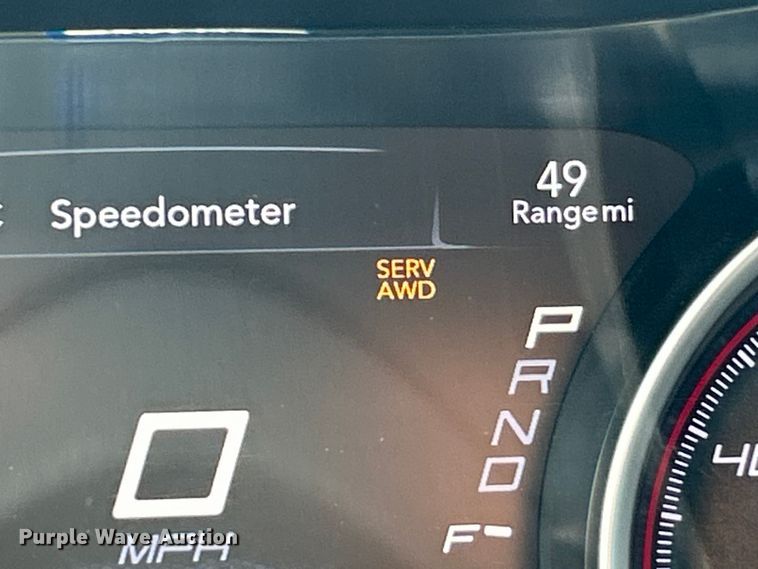 49
Speedometer
Range mi
SERV
AWD
P
R
N
D
0
F
MPH
Purple Wave Auction